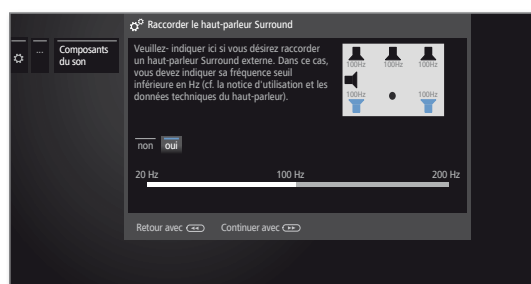 Raccorder le haut-parleur Surround
...
Composants
du son
Veuillez- indiquer ici si vous désirez raccorder
un haut-parleur Surround externe. Dans ce cas,
vous devez indiquer sa fréquence seuil
inférieure en Hz (cf. la notice d'utilisation et les
données techniques du haut-parleur).
100Hz 100Hz 100Hz
100Hz 100Hz
non oui
20 Hz 100 Hz 200 Hz
Retour avec Continuer avec